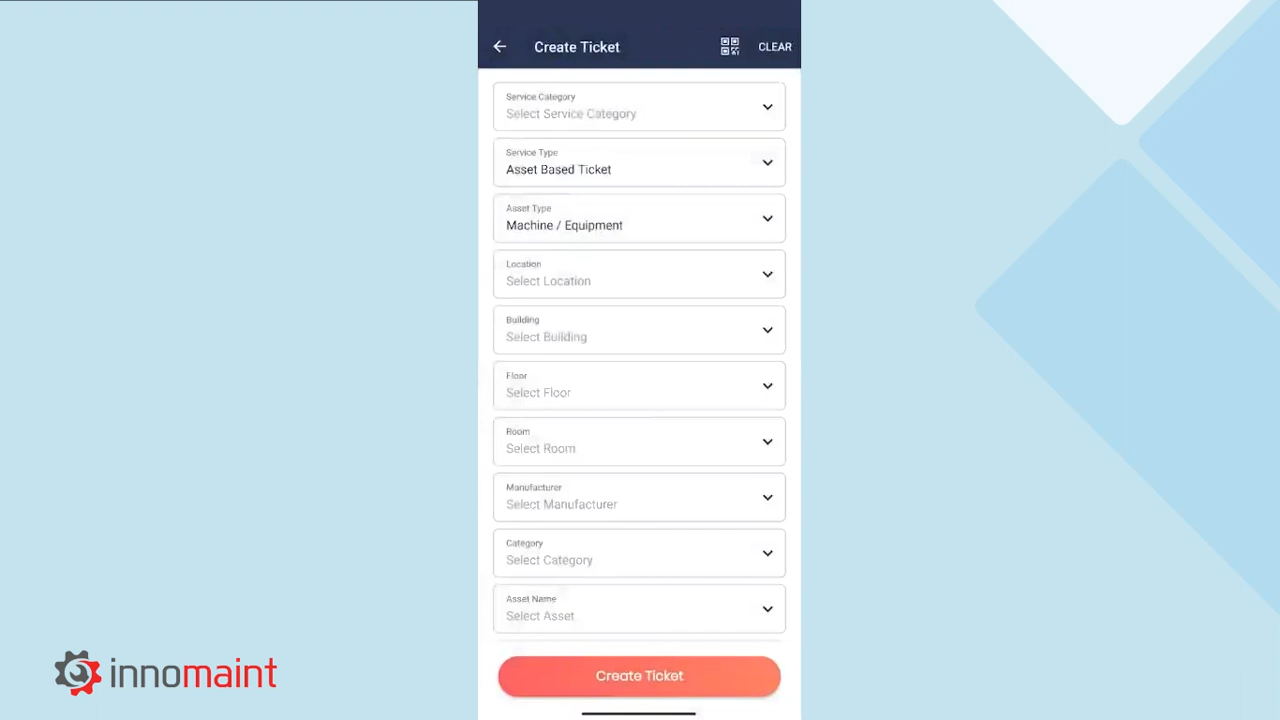 Create Ticket
CLEAR
Service Category
Select Service Category
Service Type
Asset Based Ticket
Asset Type
Machine / Equipment
Location
Select Location
Building
Select Building
Floor
Select Floor
Room
Select Room
Manufacturer
Select Manufacturer
Category
Select Category
Asset Name
Select Asset
Create Ticket
innomaint